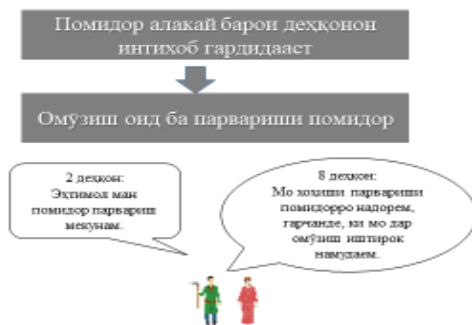 Помидор алакай барои деҳқонон
интихоб гардидааст
Омӯзиш оид ба парвариши помидор
2 деҳқон:
Эҳтимол ман
помидор парвариш
мекунам.
8 деҳқон:
Мо хоҳиши парвариши
помидорро надорем,
гарчанде, ки мо дар
омӯзиш иштирок
намудаем.